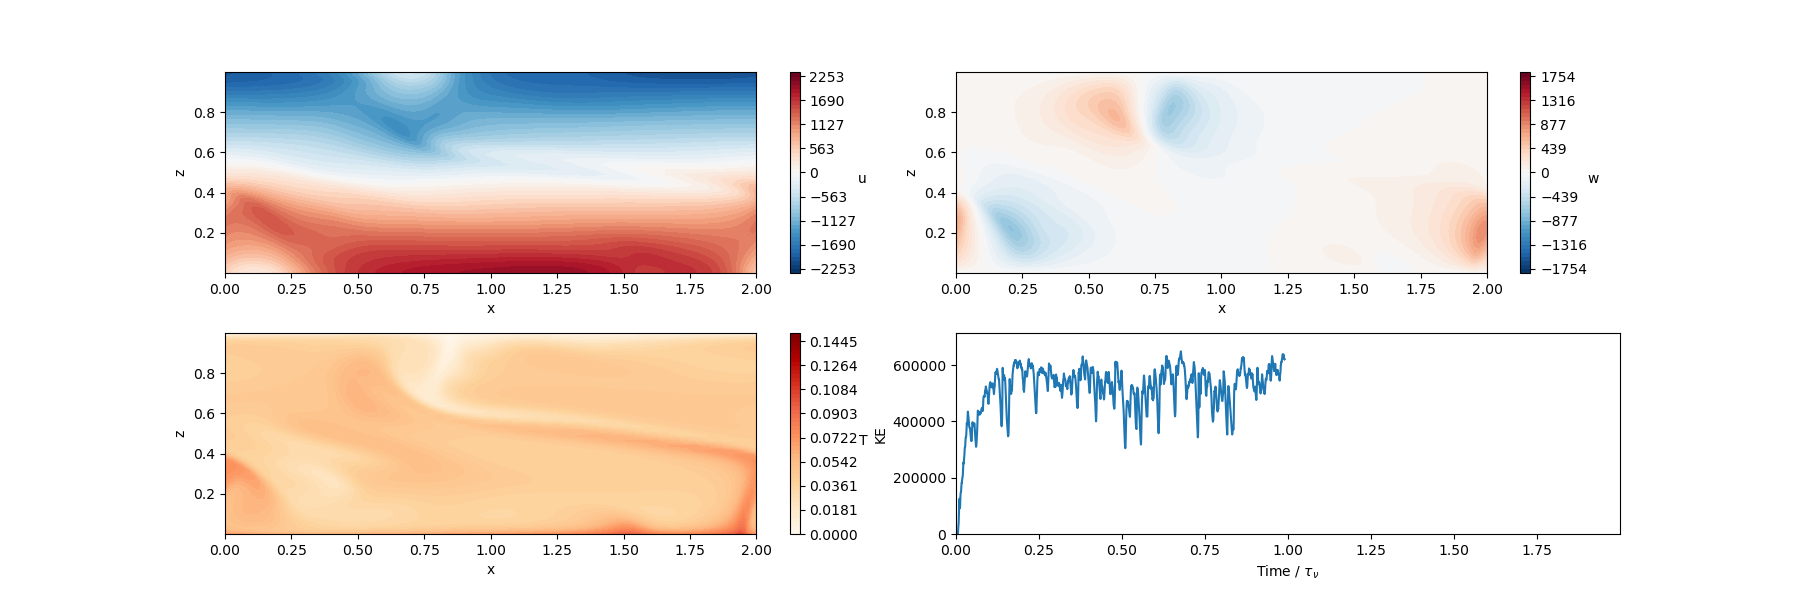 0.8
0.6
0.4
0.2
z
0.00 0.25 0.50 0.75 1.00 1.25 1.50 1.75 2.00
x
2253
1690
1127
563
0
−563
−1127
−1690
−2253
u
0.8
0.6
0.4
0.2
z
0.00 0.25 0.50 0.75 1.00 1.25 1.50 1.75 2.00
x
1754
1316
877
439
0
−439
−877
−1316
−1754
w
0.8
0.6
0.4
0.2
z
0.00 0.25 0.50 0.75 1.00 1.25 1.50 1.75 2.00
x
0.1445
0.1264
0.1084
0.0903
0.0722
0.0542
0.0361
0.0181
0.0000
T
600000
400000
200000
0
KE
0.00 0.25 0.50 0.75 1.00 1.25 1.50 1.75
Time / τν